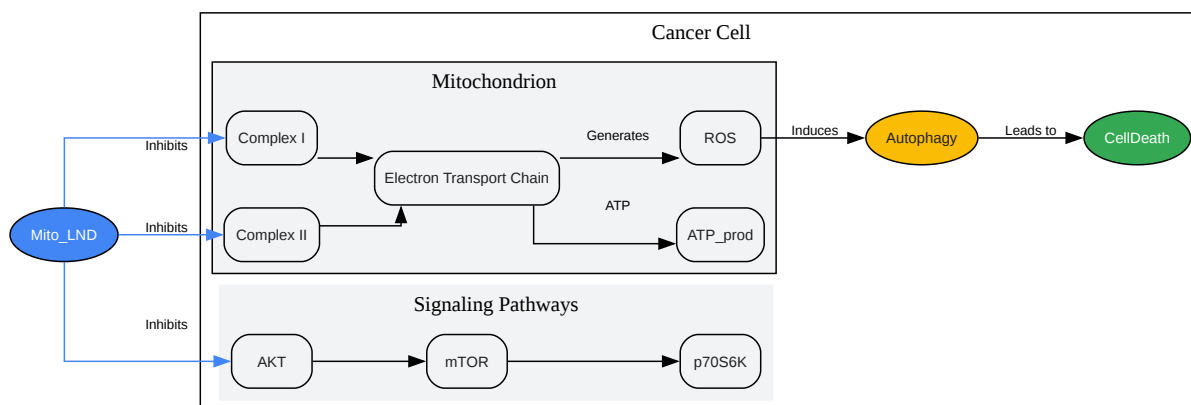 Cancer Cell
Mitochondrion
Complex I
Generates
ROS
Induces
Autophagy
Leads to
CellDeath
Inhibits
Electron Transport Chain
ATP
Mito_LND
Inhibits
Complex II
ATP_prod
Signaling Pathways
Inhibits
AKT
mTOR
p70S6K